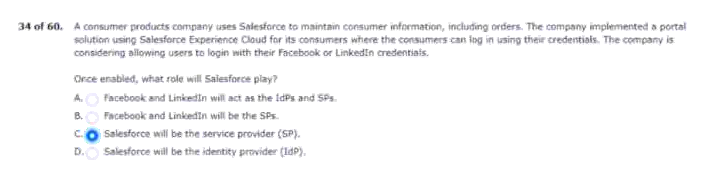 34 of 60. A consumer products company uses Salesforce to maintain consumer information, including orders. The company implemented a portal
solution using Salesforce Experience Cloud for its consumers where the consumers can log in using their credentials. The company is
considering allowing users to login with their Facebook or LinkedIn credentials.
Once enabled, what role will Salesforce play?
A. Facebook and LinkedIn will act as the IdPs and SPs.
B. Facebook and LinkedIn will be the SPs.
C. Salesforce will be the service provider (SP).
D. Salesforce will be the identity provider (IdP).